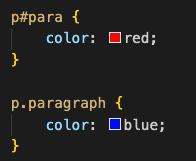 p#para {
    color: red;
}

p.paragraph {
    color: blue;
}